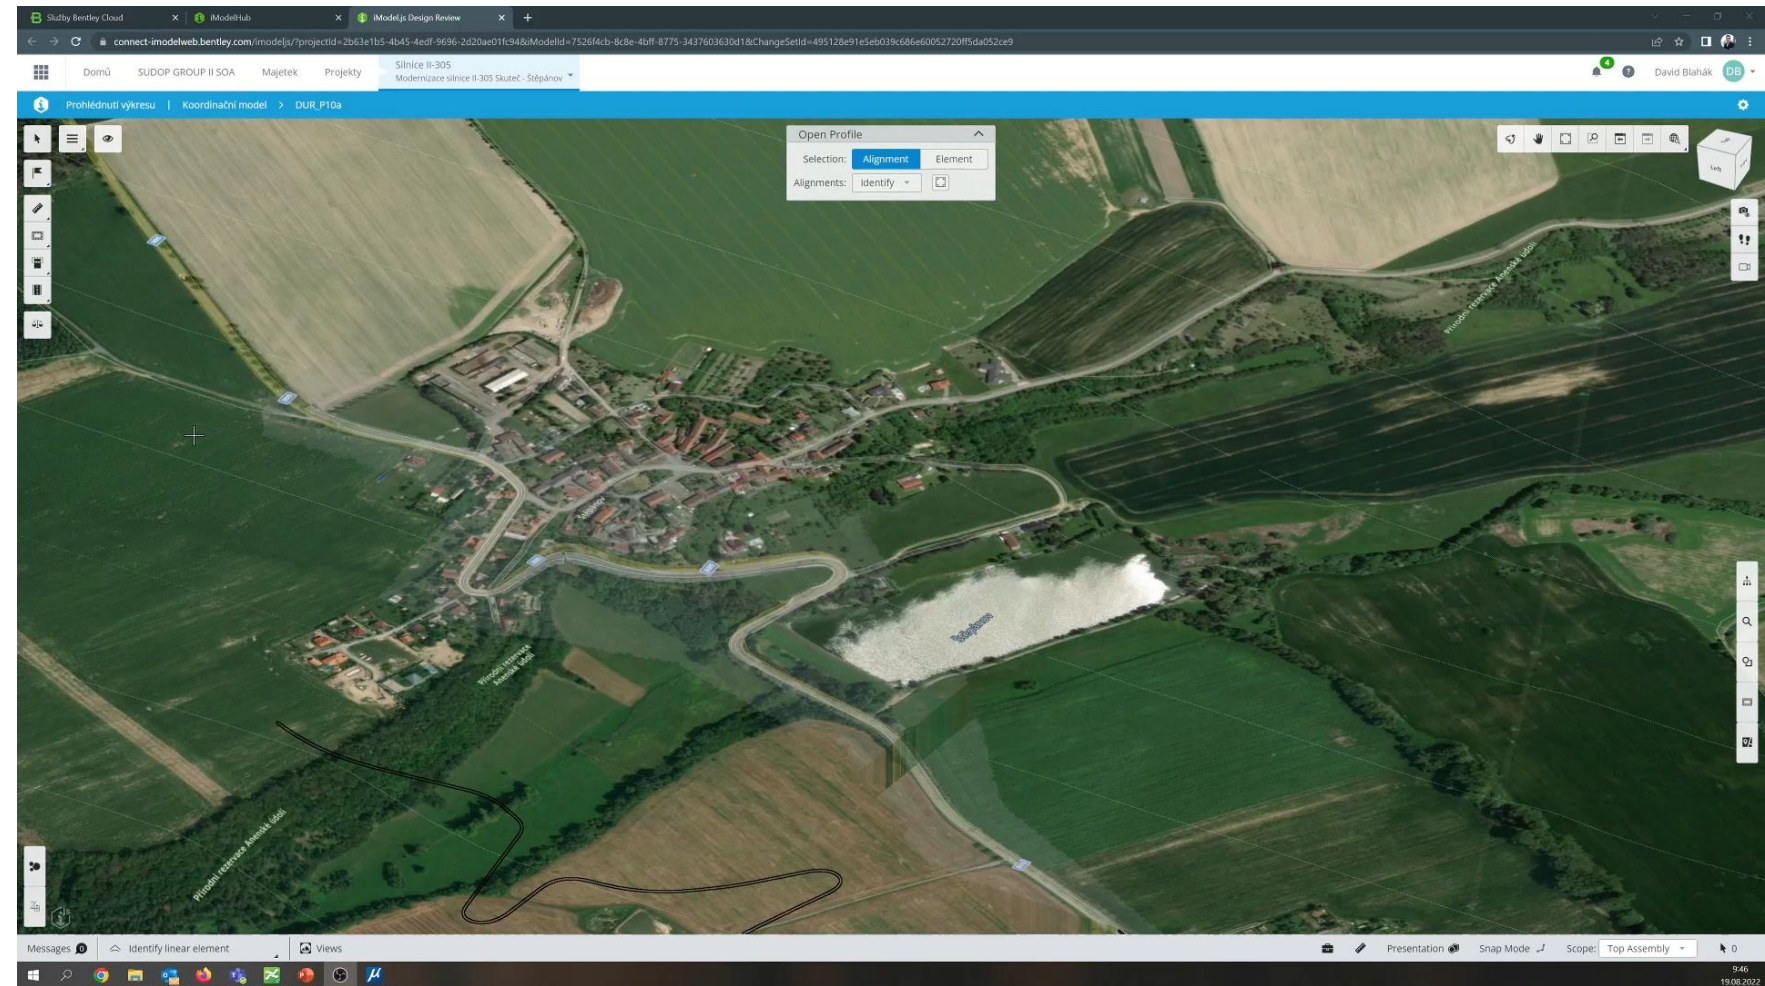 Služby Bentley Cloud
iModelHub
iModel.js Design Review
connect-imodelweb.bentley.com/imodeljs/?projectId=2b63e1b5-4b45-4edf-9696-2d20ae01fc94&iModelId=7526f4cb-8c8e-4bff-8775-3437603630d1&ChangeSetId=495128e91e5eb039c686e60052720ff5da052ce9
Domů
SUDOP GROUP II SOA
Majetek
Projekty
Silnice II-305
Modernizace silnice II-305 Skuteč - Štěpánov
4
David Blahák
DB
Prohlédnutí výkresu | Koordinační model > DUR_P10a
Open Profile
Selection: Alignment Element
Alignments: Identify
Left
Přírodní rezervace Anenské údolí
Štěpánov
Přírodní rezervace
Anenské údolí
Přírodní rezervace Anenské údolí
Messages 0
Identify linear element
Views
Presentation
Snap Mode
Scope: Top Assembly
0
9:46
19.08.2022